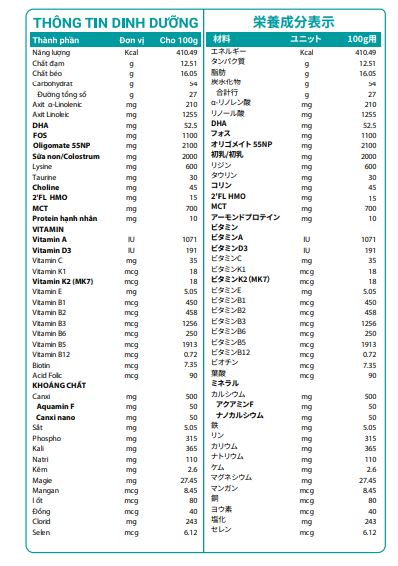 THÔNG TIN DINH DƯỠNG
Thành phần Đơn vị Cho 100g
Năng lượng Kcal 410.49
Chất đạm g 12.51
Chất béo g 16.05
Carbohydrat g 54
Đường tổng số g 27
Axit α-Linolenic mg 210
Axit Linoleic mg 1255
DHA mg 52.5
FOS mg 1100
Oligomate 55NP mg 2100
Sữa non/Colostrum mg 2000
Lysine mg 600
Taurine mg 30
Choline mg 45
2'FL HMO mg 15
MCT mg 700
Protein hạnh nhân mg 10
VITAMIN
Vitamin A IU 1071
Vitamin D3 IU 191
Vitamin C mg 35
Vitamin K1 mcg 18
Vitamin K2 (MK7) mcg 18
Vitamin E mg 5.05
Vitamin B1 mcg 450
Vitamin B2 mcg 458
Vitamin B3 mcg 1256
Vitamin B6 mcg 250
Vitamin B5 mcg 1913
Vitamin B12 mcg 0.72
Biotin mcg 7.35
Acid Folic mcg 90
KHOÁNG CHẤT
Canxi mg 500
Aquamin F mg 50
Canxi nano mg 50
Sắt mg 5.05
Phospho mg 315
Kali mg 365
Natri mg 110
Kẽm mg 2.6
Magie mg 27.45
Mangan mcg 8.45
I ốt mcg 80
Đồng mcg 40
Clorid mg 243
Selen mcg 6.12
栄養成分表示
材料 ユニット 100g用
エネルギー Kcal 410.49
タンパク質 g 12.51
脂肪 g 16.05
炭水化物 g 54
合計行 g 27
α-リノレン酸 mg 210
リノール酸 mg 1255
DHA mg 52.5
フォス mg 1100
オリゴメイト 55NP mg 2100
初乳/初乳 mg 2000
リジン mg 600
タウリン mg 30
コリン mg 45
2'FL HMO mg 15
MCT mg 700
アーモンドプロテイン mg 10
ビタミン
ビタミンA IU 1071
ビタミンD3 IU 191
ビタミンC mg 35
ビタミンK1 mcg 18
ビタミンK2 (MK7) mcg 18
ビタミンE mg 5.05
ビタミンB1 mcg 450
ビタミンB2 mcg 458
ビタミンB3 mcg 1256
ビタミンB6 mcg 250
ビタミンB5 mcg 1913
ビタミンB12 mcg 0.72
ビオチン mcg 7.35
葉酸 mcg 90
ミネラル
カルシウム mg 500
アクアミンF mg 50
ナノカルシウム mg 50
鉄 mg 5.05
リン mg 315
カリウム mg 365
ナトリウム mg 110
ケム mg 2.6
マグネシウム mg 27.45
マンガン mcg 8.45
銅 mcg 80
ヨウ素 mcg 40
塩化 mg 243
セレン mcg 6.12